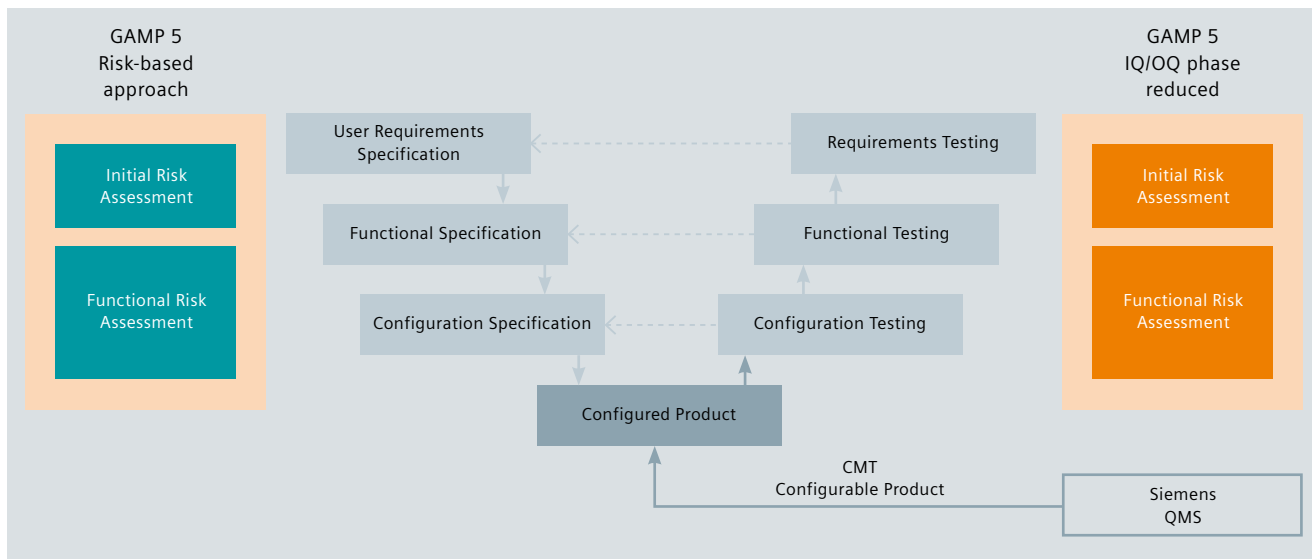 GAMP 5
Risk-based
approach
Initial Risk
Assessment
Functional Risk
Assessment
User Requirements
Specification
Requirements Testing
Functional Specification
Functional Testing
Configuration Specification
Configuration Testing
Configured Product
CMT
Configurable Product
GAMP 5
IQ/OQ phase
reduced
Initial Risk
Assessment
Functional Risk
Assessment
Siemens
QMS